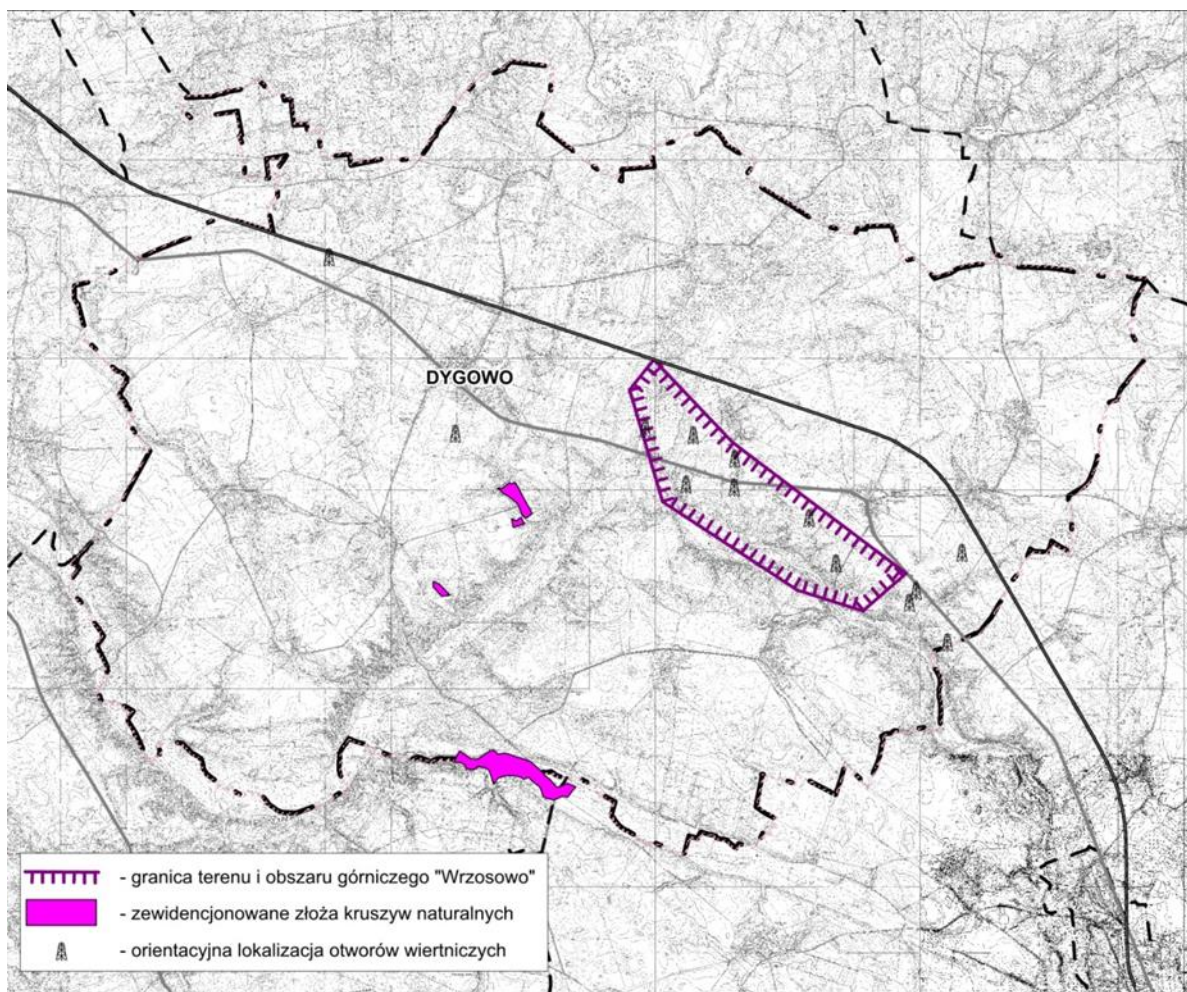 DYGOWO
- granica terenu i obszaru górniczego "Wrzosowo"
- zewidencjonowane złoża kruszyw naturalnych
- orientacyjna lokalizacja otworów wiertniczych